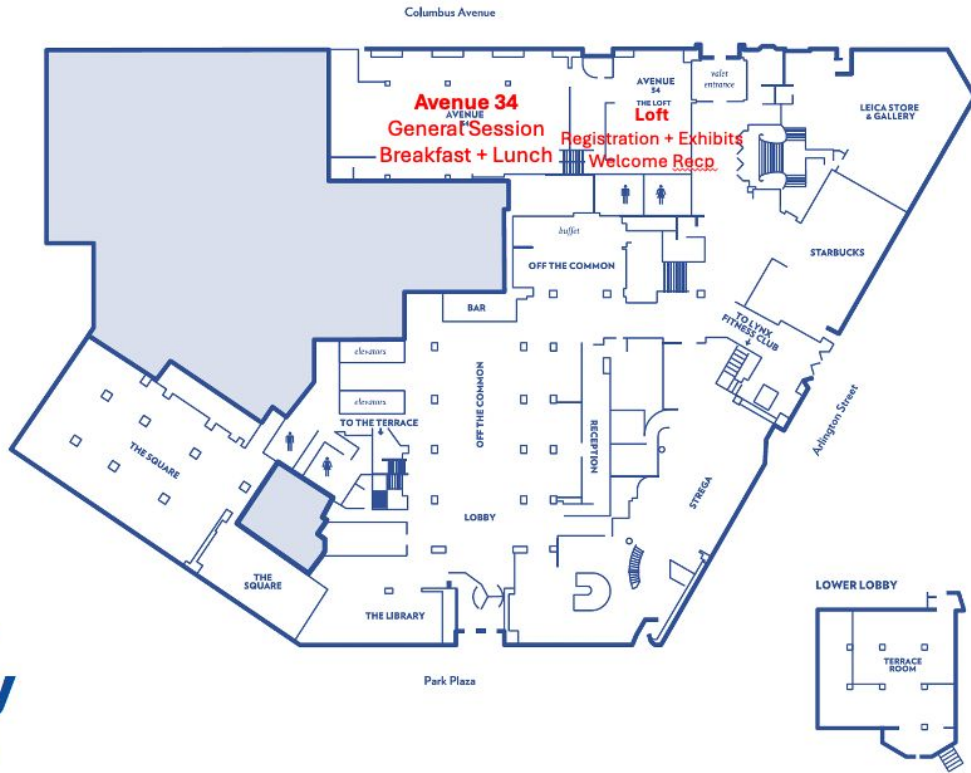 Columbus Avenue
Avenue 34
AVENUE
General Session
Breakfast + Lunch
AVENUE
34
THE LOFT
Loft
Registration + Exhibits
Welcome Recp
valet
entrance
LEICA STORE
& GALLERY
STARBUCKS
buffet
OFF THE COMMON
BAR
TO LYNX
FITNESS CLUB
elevators
elevators
TO THE TERRACE
OFF THE COMMON
RECEPTION
Arlington Street
THE SQUARE
STREGA
LOBBY
THE
SQUARE
THE LIBRARY
Park Plaza
LOWER LOBBY
TERRACE
ROOM
y